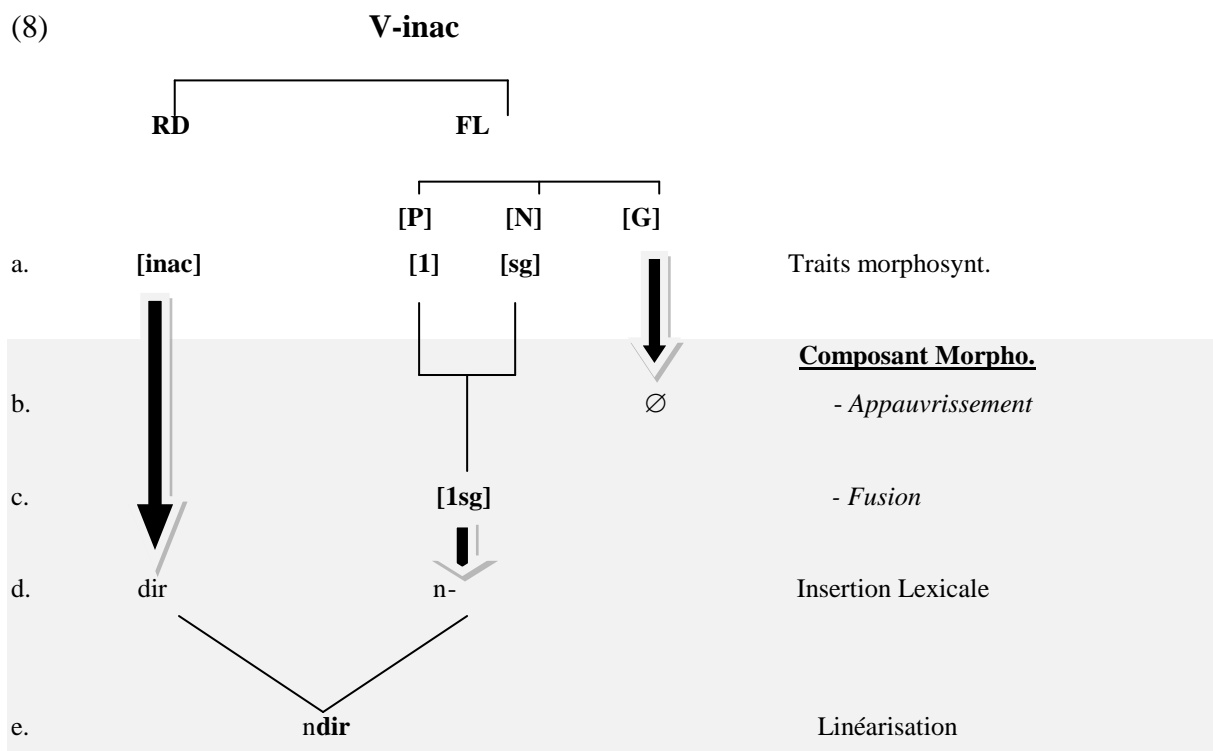 (8) V-inac
RD FL
[P] [N] [G]
a. [inac] [1] [sg] Traits morphosynt.
Composant Morpho.
b. ∅ - Appauvrissement
c. [1sg] - Fusion
d. dir n- Insertion Lexicale
e. ndir Linéarisation